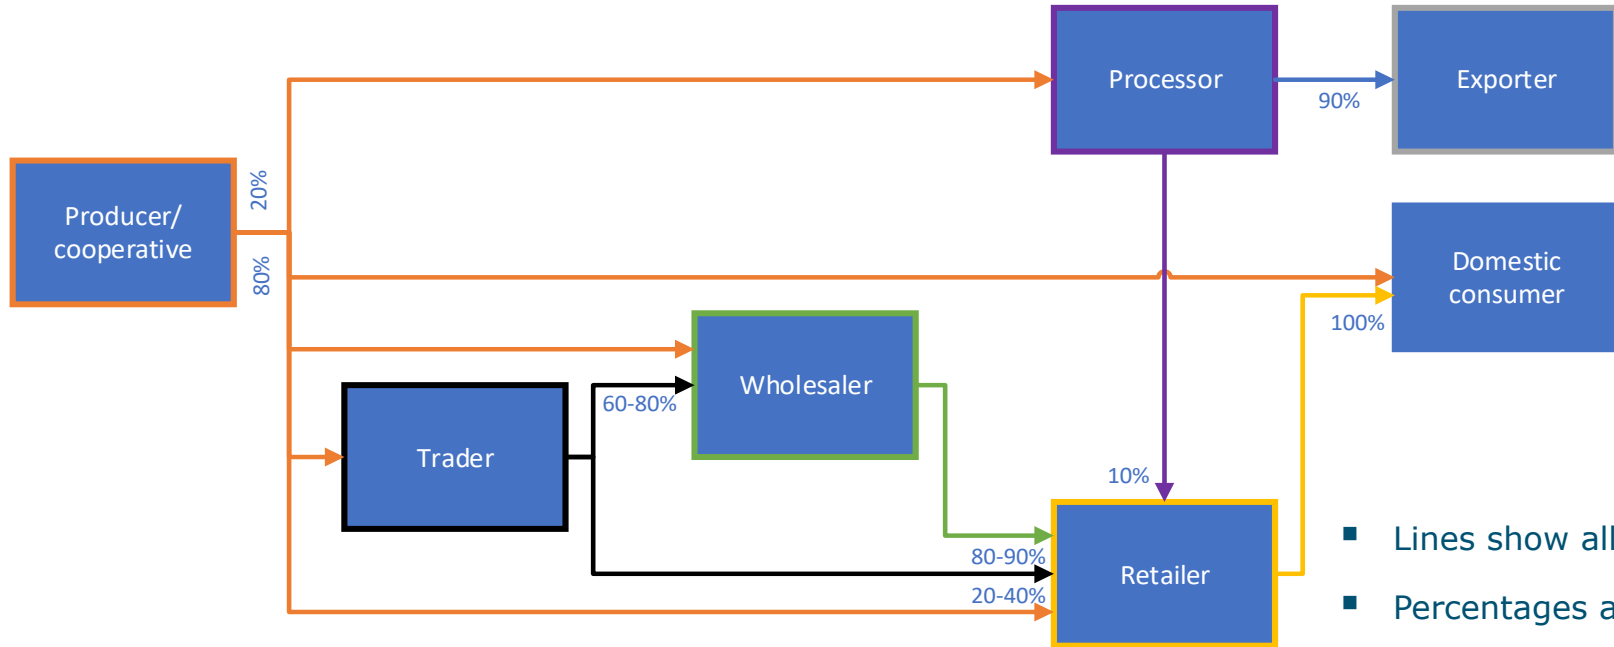 Processor
Exporter
90%
20%
Producer/
cooperative
80%
Domestic
consumer
100%
Wholesaler
60-80%
Trader
10%
80-90%
Retailer
20-40%
▪ Lines show all
▪ Percentages a